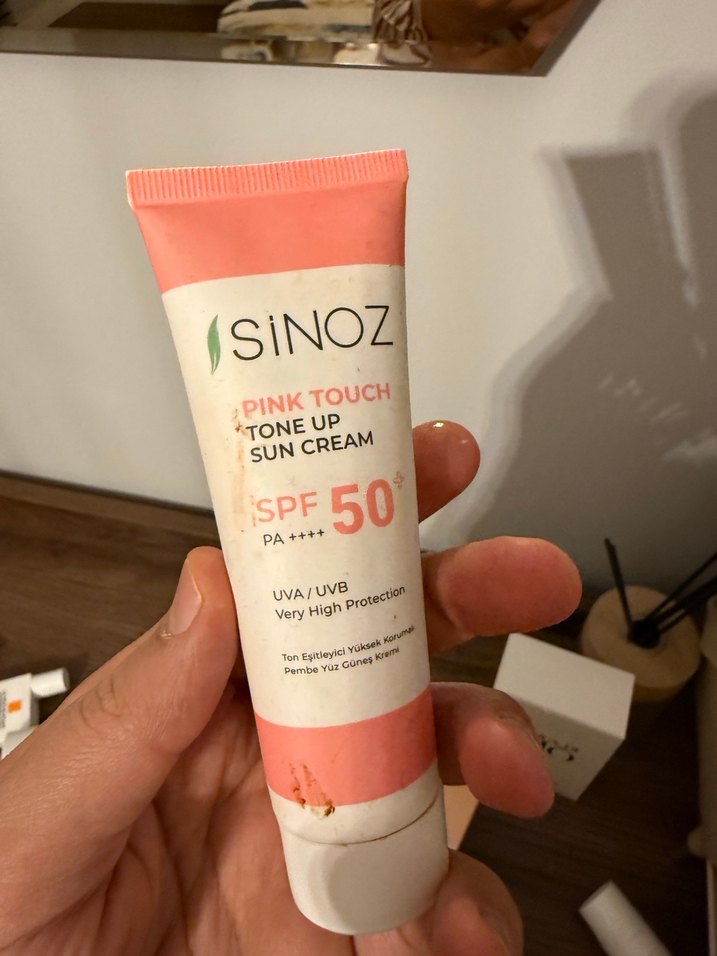 SiNOZ
PINK TOUCH
TONE UP
SUN CREAM
SPF 50+
PA ++++
UVA / UVB
Very High Protection
Ton Eşitleyici Yüksek Korumalı
Pembe Yüz Güneş Kremi